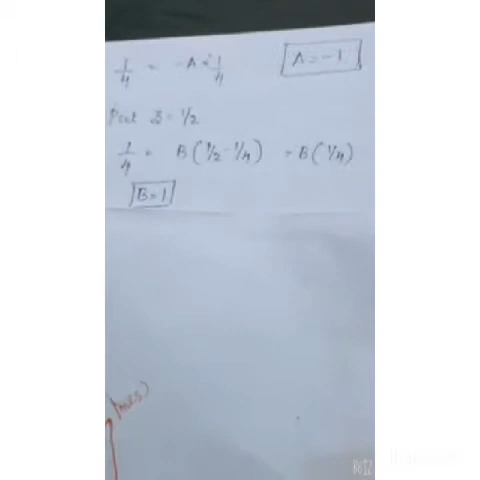 1/4 = -A × 1/4 A = -1
Put Z = 1/2
1/4 = B(1/2 - 1/4) = B(1/4)
B = 1